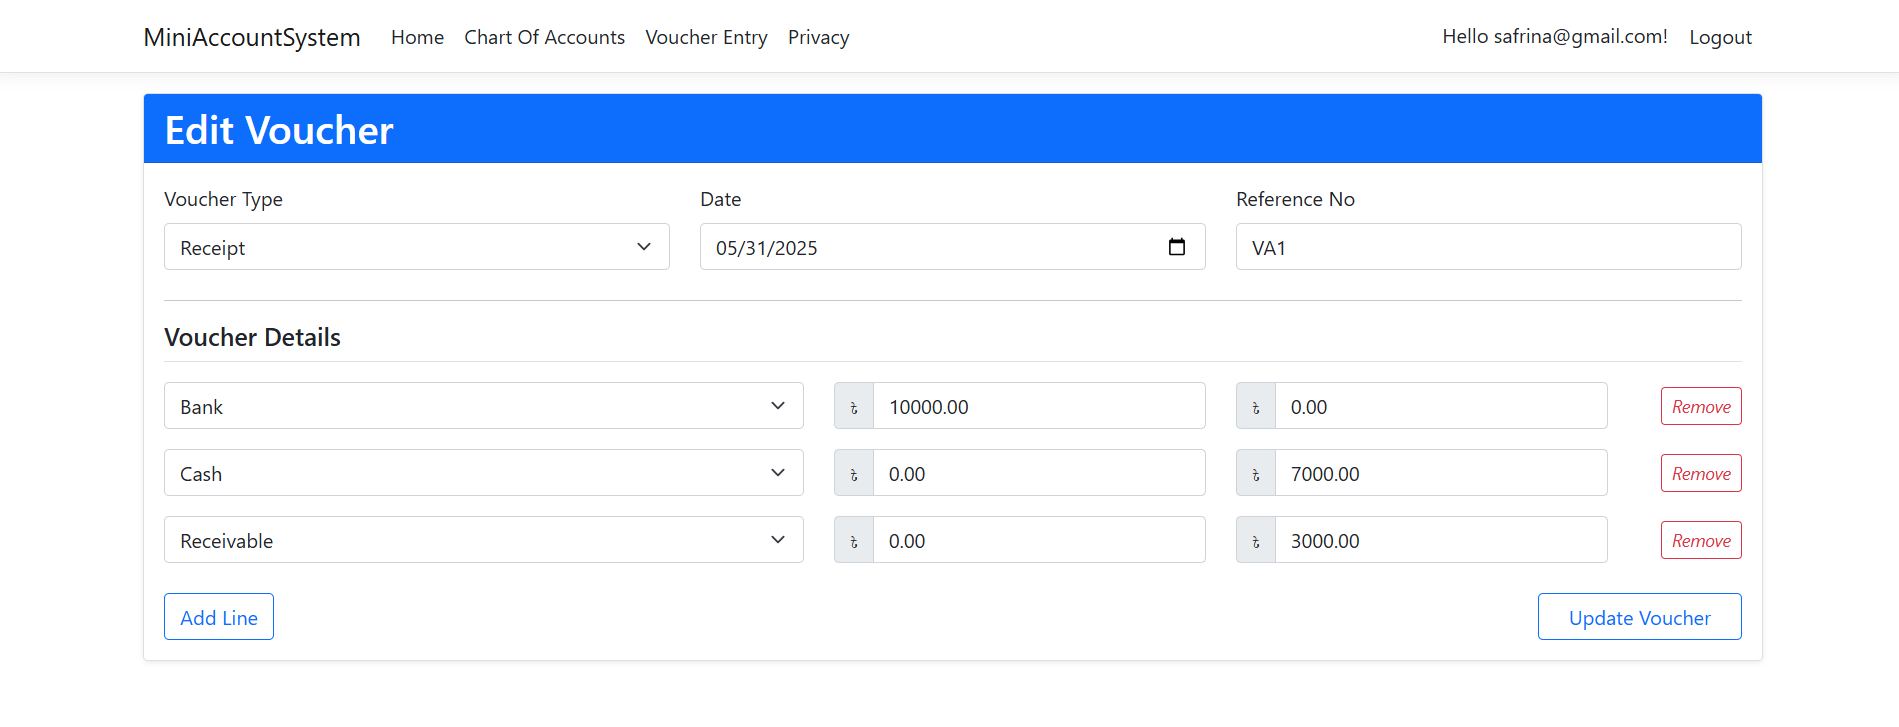 MiniAccountSystem Home Chart Of Accounts Voucher Entry Privacy Hello safrina@gmail.com! Logout
Edit Voucher
Voucher Type Date Reference No
Receipt 05/31/2025 VA1
Voucher Details
Bank ৳ 10000.00 ৳ 0.00 Remove
Cash ৳ 0.00 ৳ 7000.00 Remove
Receivable ৳ 0.00 ৳ 3000.00 Remove
Add Line Update Voucher